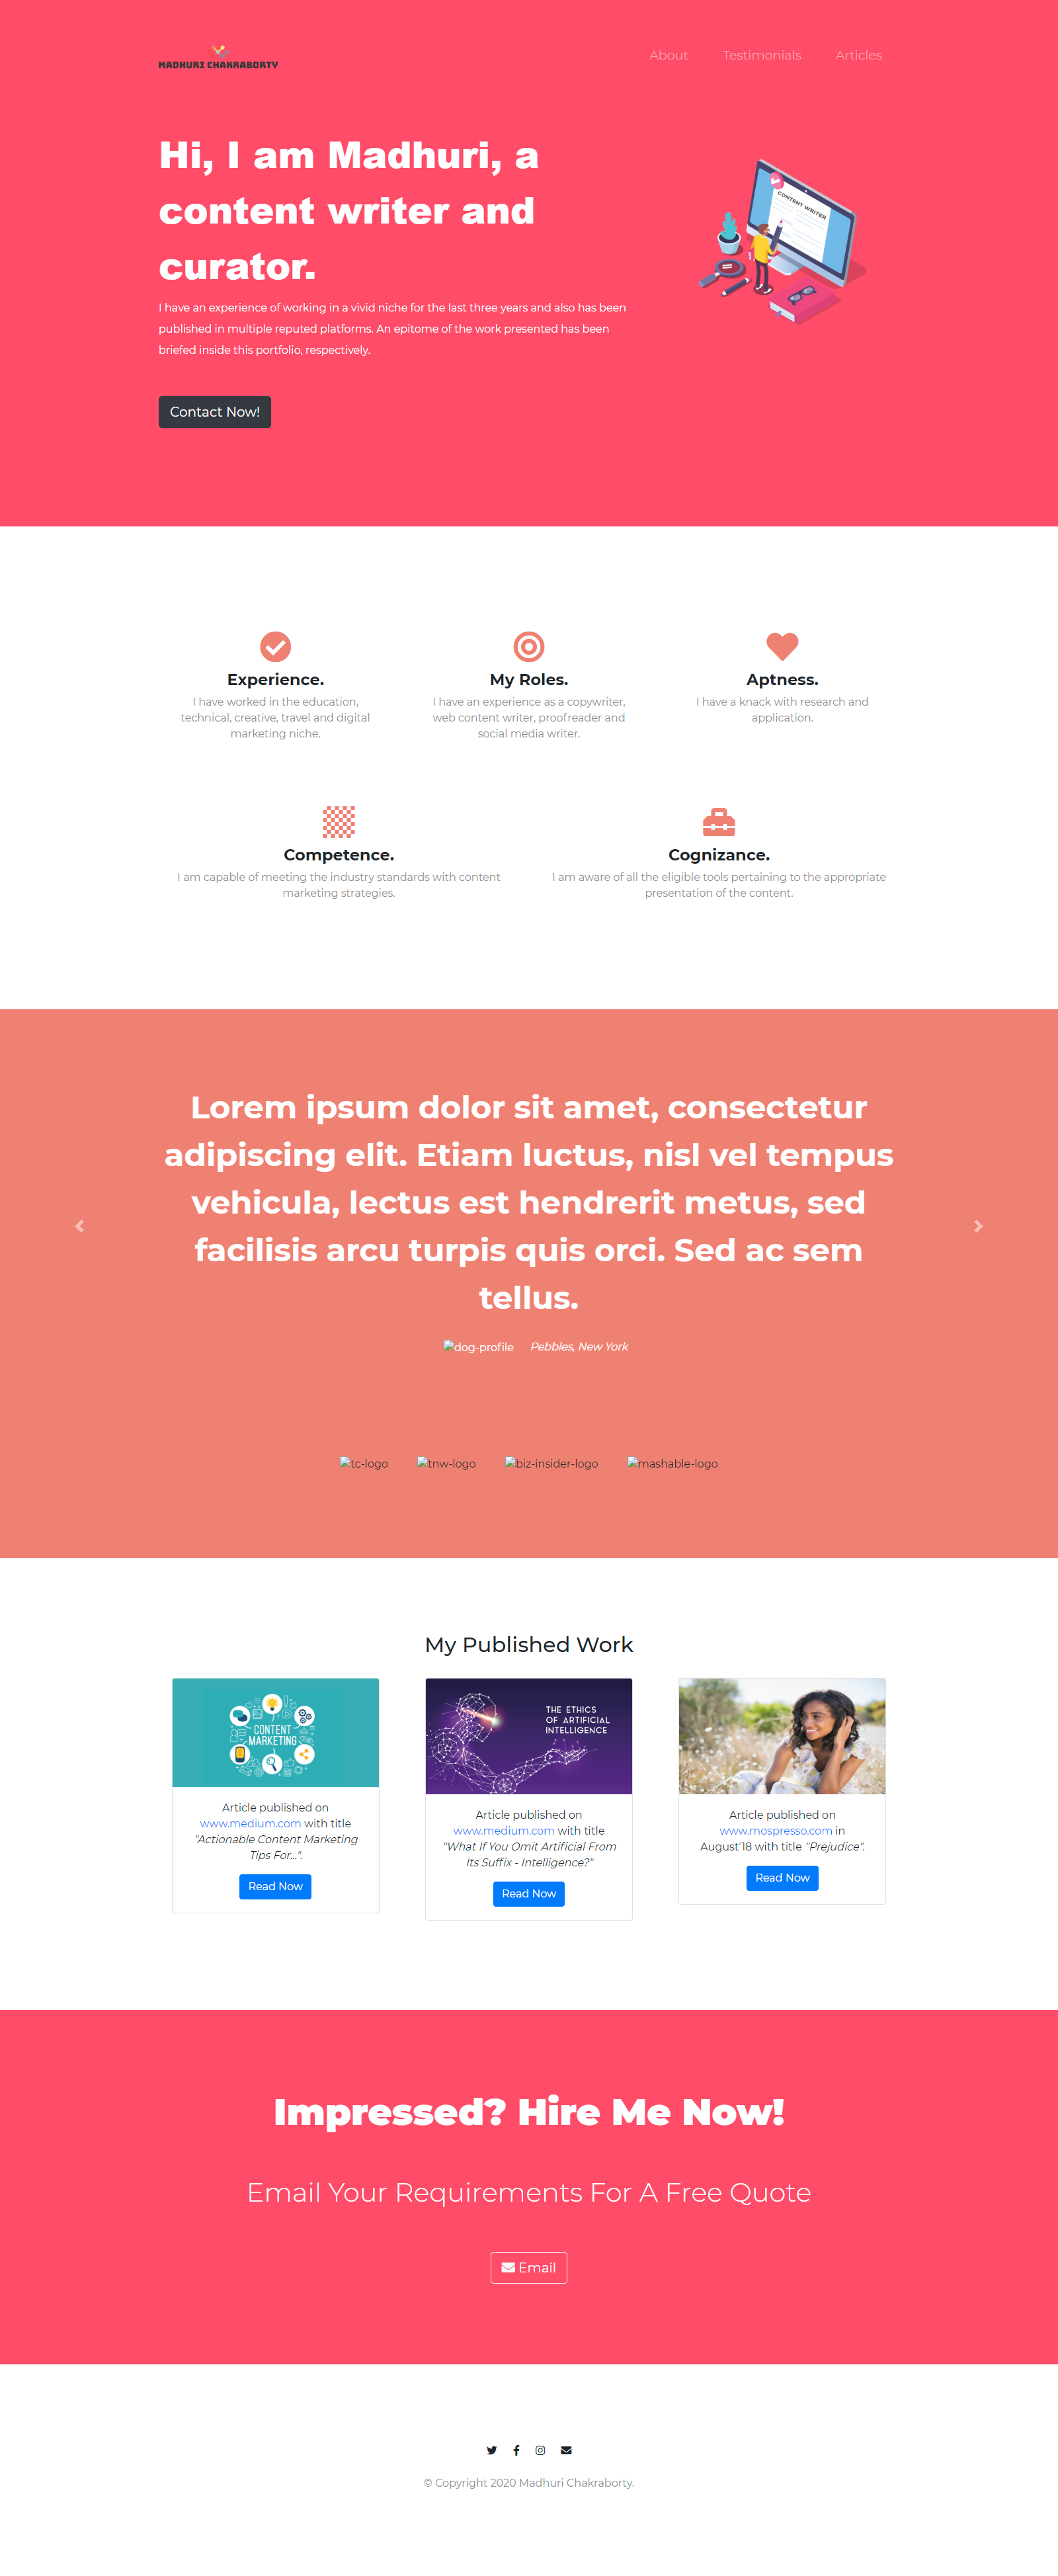 MADHURI CHAKRABORTY
About
Testimonials
Articles
Hi, I am Madhuri, a
content writer and
curator.
CONTENT WRITER
I have an experience of working in a vivid niche for the last three years and also has been
published in multiple reputed platforms. An epitome of the work presented has been
briefed inside this portfolio, respectively.
Contact Now!
Experience.
I have worked in the education,
technical, creative, travel and digital
marketing niche.
My Roles.
I have an experience as a copywriter,
web content writer, proofreader and
social media writer.
Aptness.
I have a knack with research and
application.
Competence.
I am capable of meeting the industry standards with content
marketing strategies.
Cognizance.
I am aware of all the eligible tools pertaining to the appropriate
presentation of the content.
Lorem ipsum dolor sit amet, consectetur
adipiscing elit. Etiam luctus, nisl vel tempus
vehicula, lectus est hendrerit metus, sed
facilisis arcu turpis quis orci. Sed ac sem
tellus.
dog-profile
Pebbles, New York
tc-logo
tnw-logo
biz-insider-logo
mashable-logo
My Published Work
CONTENT
MARKETING
Article published on
www.medium.com with title
"Actionable Content Marketing
Tips For...".
Read Now
THE ETHICS
OF ARTIFICIAL
INTELLIGENCE
Article published on
www.medium.com with title
"What If You Omit Artificial From
Its Suffix - Intelligence?"
Read Now
Article published on
www.mospresso.com in
August'18 with title "Prejudice".
Read Now
Impressed? Hire Me Now!
Email Your Requirements For A Free Quote
Email
© Copyright 2020 Madhuri Chakraborty.